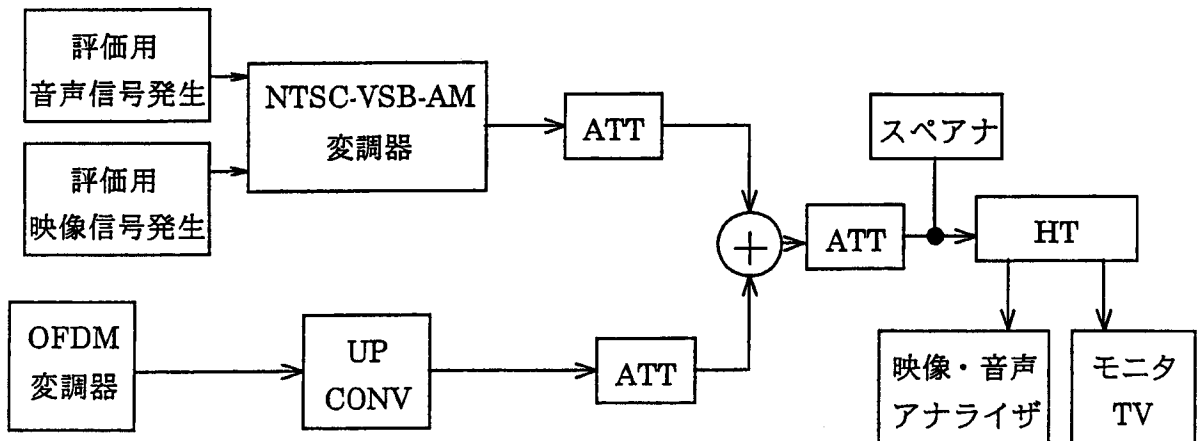 評価用
音声信号発生
評価用
映像信号発生
NTSC-VSB-AM
変調器
ATT
スペアナ
+
ATT
HT
OFDM
変調器
UP
CONV
ATT
映像・音声
アナライザ
モニタ
TV